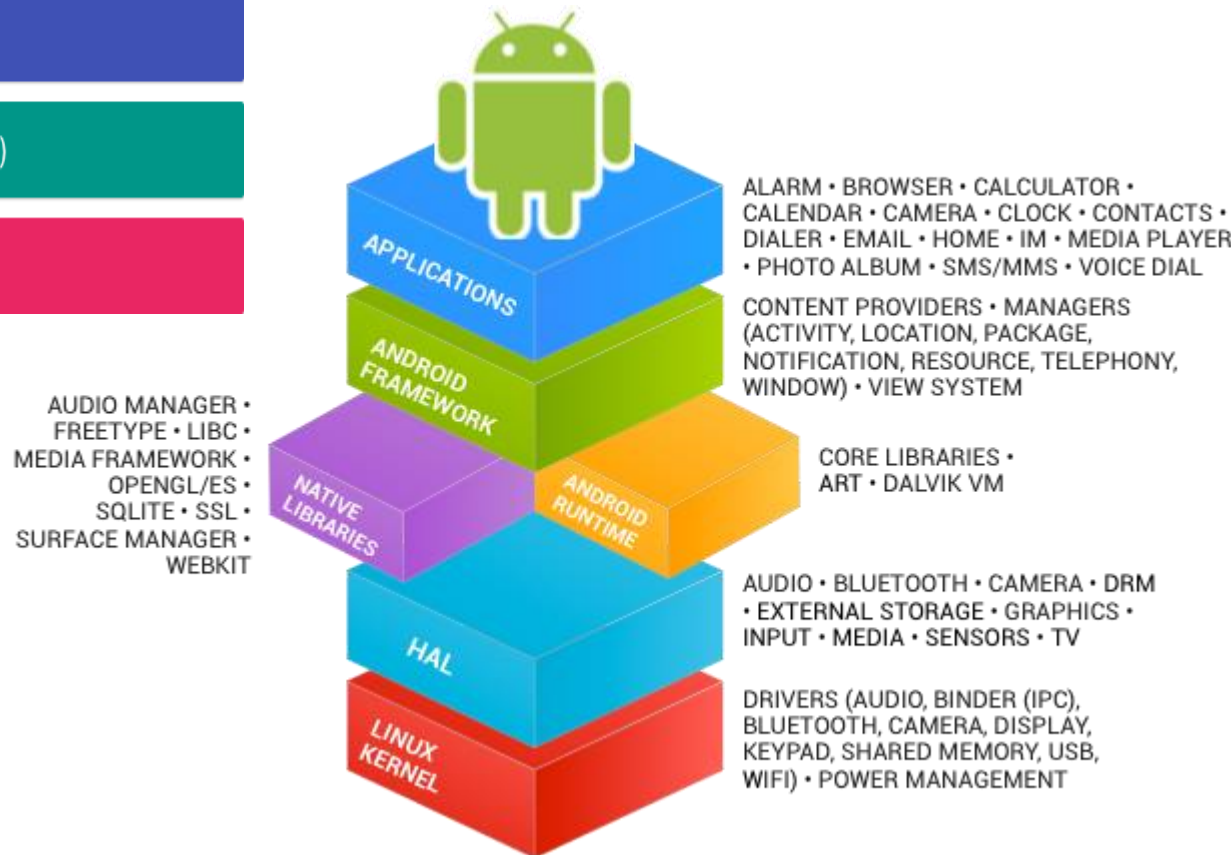 )
APPLICATIONS
ALARM • BROWSER • CALCULATOR •
CALENDAR • CAMERA • CLOCK • CONTACTS •
DIALER • EMAIL • HOME • IM • MEDIA PLAYER
• PHOTO ALBUM • SMS/MMS • VOICE DIAL
ANDROID
FRAMEWORK
CONTENT PROVIDERS • MANAGERS
(ACTIVITY, LOCATION, PACKAGE,
NOTIFICATION, RESOURCE, TELEPHONY,
WINDOW) • VIEW SYSTEM
AUDIO MANAGER •
FREETYPE • LIBC •
MEDIA FRAMEWORK •
OPENGL/ES •
SQLITE • SSL •
SURFACE MANAGER •
WEBKIT
NATIVE
LIBRARIES
ANDROID
RUNTIME
CORE LIBRARIES •
ART • DALVIK VM
HAL
AUDIO • BLUETOOTH • CAMERA • DRM
• EXTERNAL STORAGE • GRAPHICS •
INPUT • MEDIA • SENSORS • TV
LINUX
KERNEL
DRIVERS (AUDIO, BINDER (IPC),
BLUETOOTH, CAMERA, DISPLAY,
KEYPAD, SHARED MEMORY, USB,
WIFI) • POWER MANAGEMENT